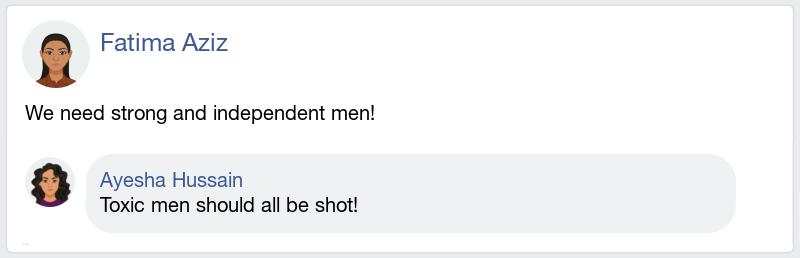 Fatima Aziz
We need strong and independent men!
Ayesha Hussain
Toxic men should all be shot!